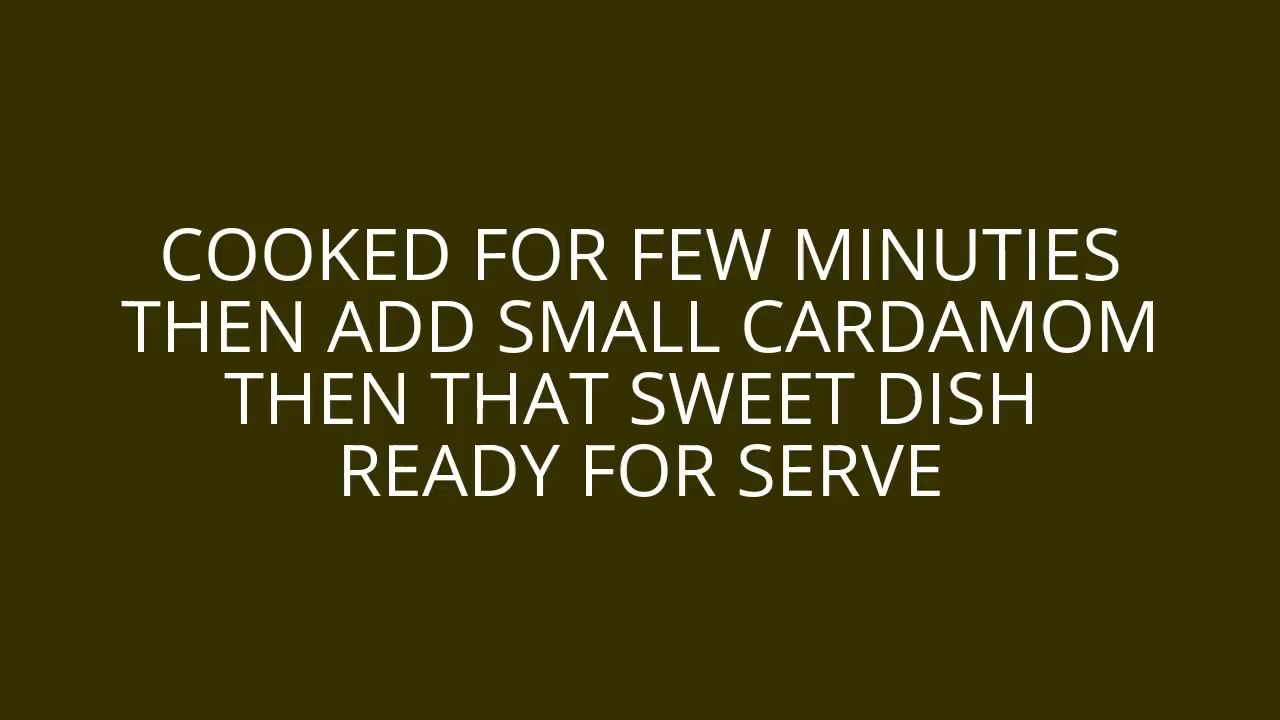 COOKED FOR FEW MINUTIES
THEN ADD SMALL CARDAMOM
THEN THAT SWEET DISH
READY FOR SERVE